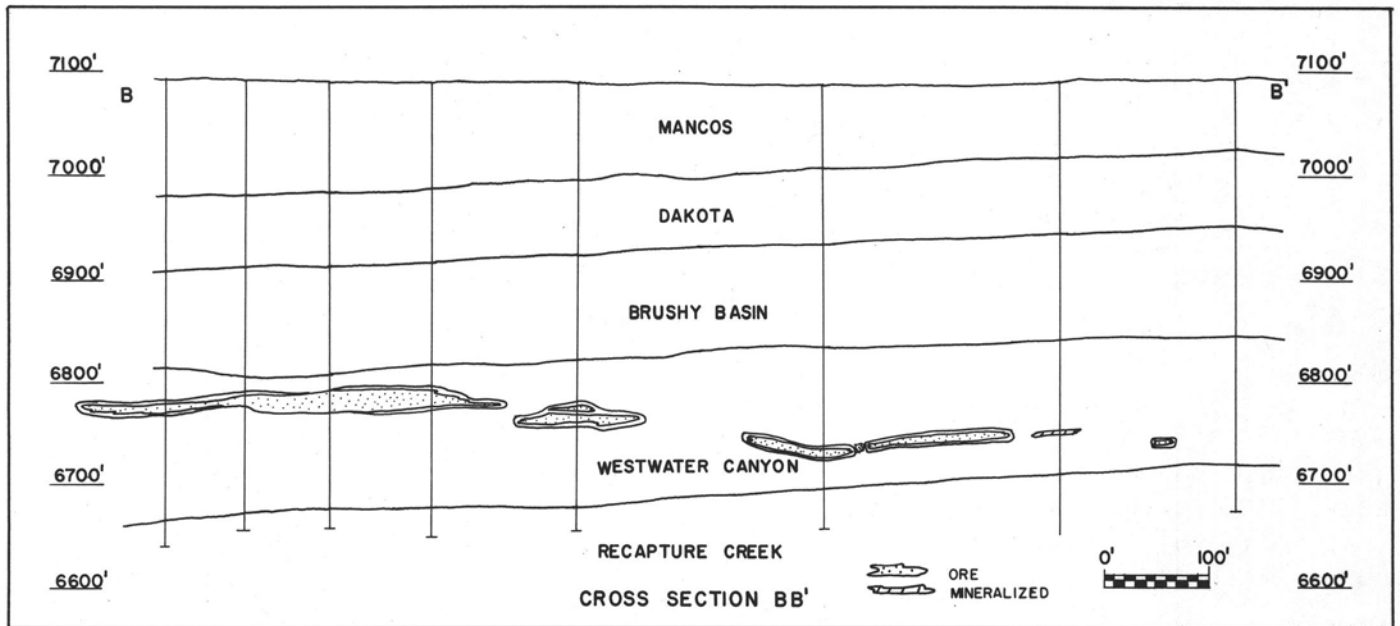 7100' 7100'
B B'
MANCOS
7000' 7000'
DAKOTA
6900' 6900'
BRUSHY BASIN
6800' 6800'
WESTWATER CANYON
6700' 6700'
RECAPTURE CREEK
ORE
0' 100'
MINERALIZED
6600' 6600'
CROSS SECTION BB'